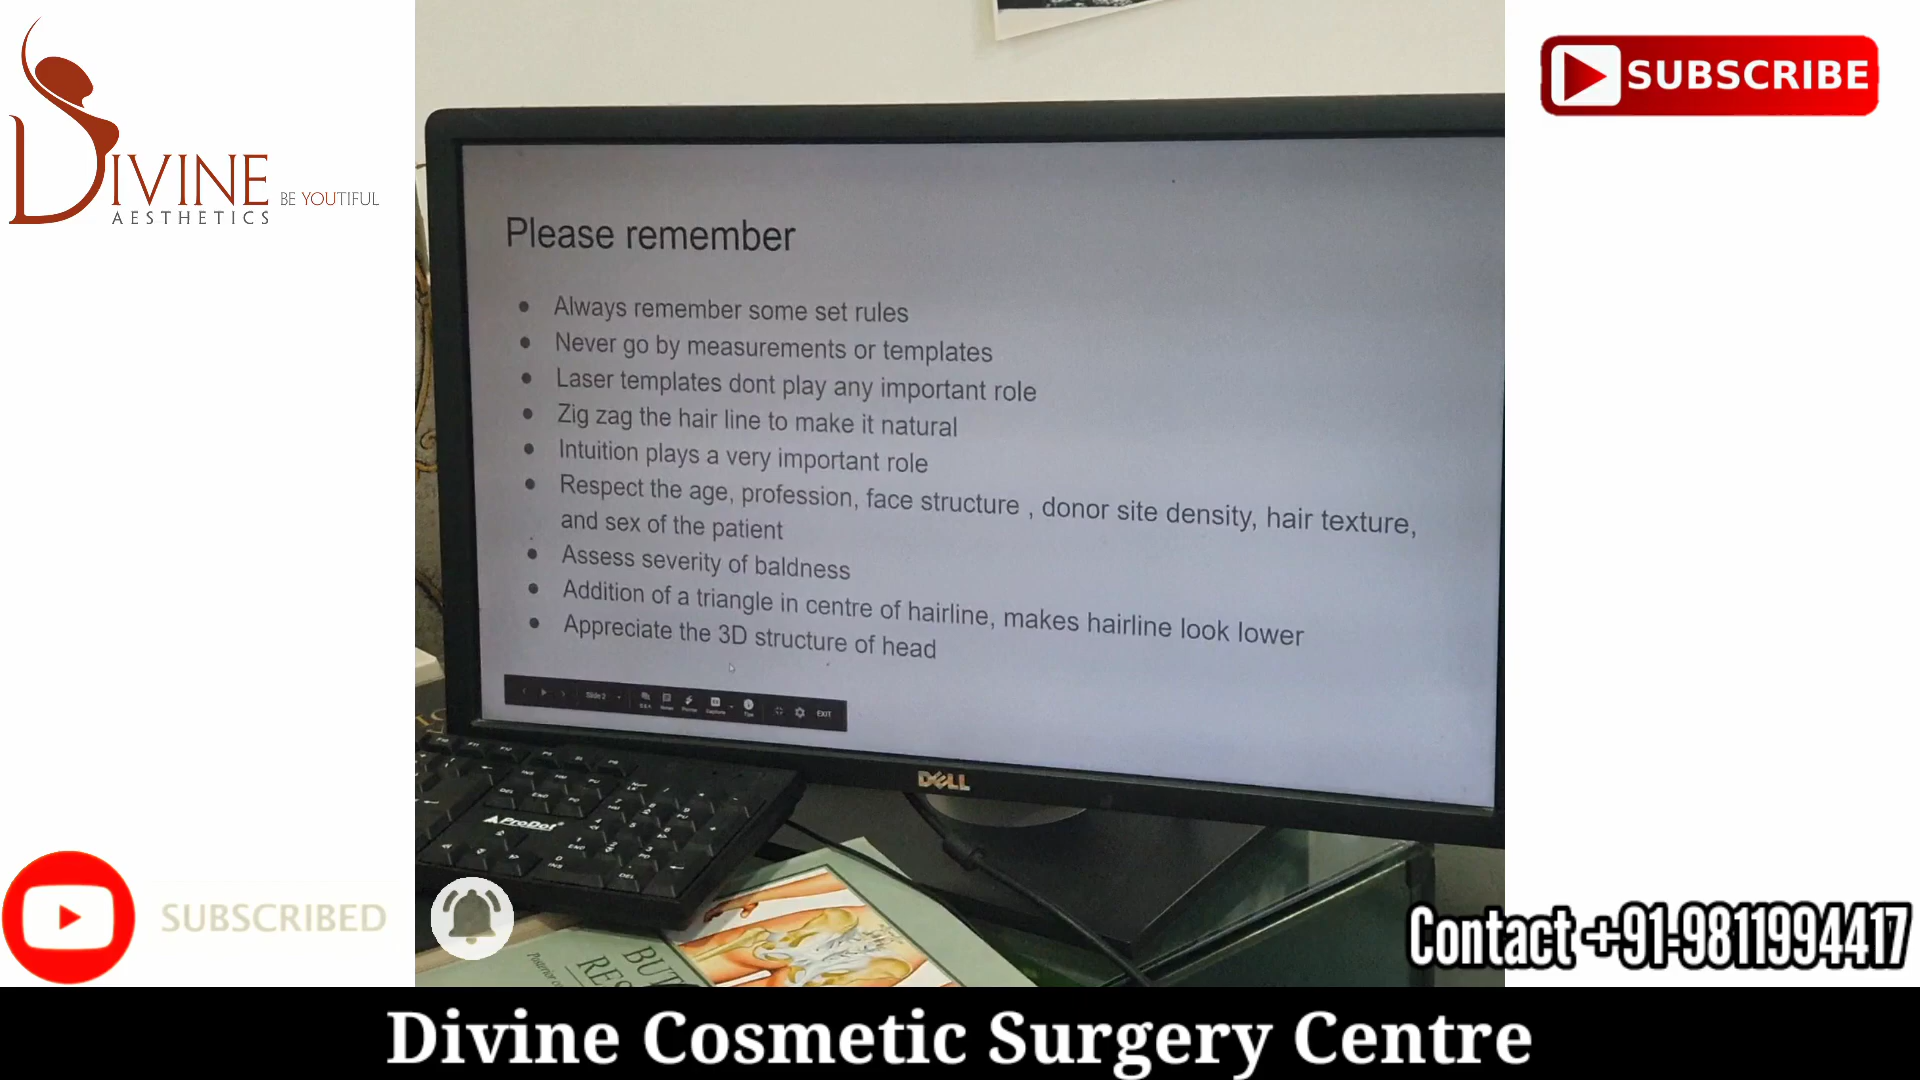 DIVINE
AESTHETICS
BE YOUTIFUL
SUBSCRIBE
Please remember
● Always remember some set rules
● Never go by measurements or templates
● Laser templates dont play any important role
● Zig zag the hair line to make it natural
● Intuition plays a very important role
● Respect the age, profession, face structure , donor site density, hair texture,
and sex of the patient
● Assess severity of baldness
● Addition of a triangle in centre of hairline, makes hairline look lower
● Appreciate the 3D structure of head
Slide 2
EXIT
DELL
ProDot
SUBSCRIBED
Contact +91-9811994417
Divine Cosmetic Surgery Centre